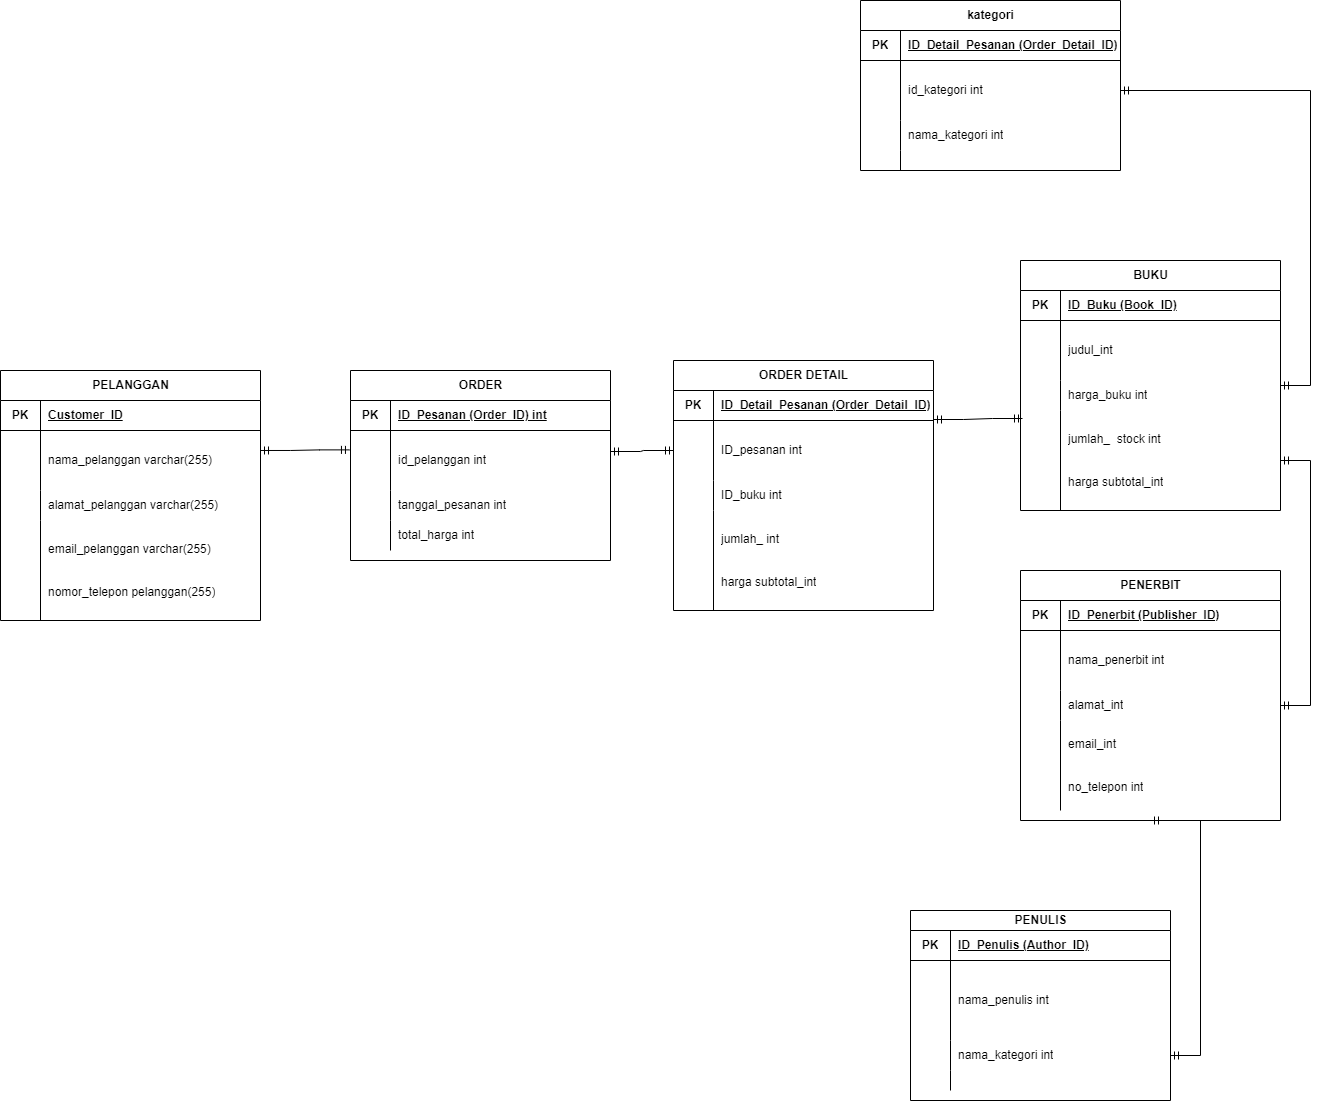 kategori
PK ID_Detail_Pesanan (Order_Detail_ID)
id_kategori int
nama_kategori int
BUKU
PK ID_Buku (Book_ID)
judul_int
harga_buku int
jumlah_ stock int
harga subtotal_int
PELANGGAN
PK Customer_ID
nama_pelanggan varchar(255)
alamat_pelanggan varchar(255)
email_pelanggan varchar(255)
nomor_telepon pelanggan(255)
ORDER
PK ID_Pesanan (Order_ID) int
id_pelanggan int
tanggal_pesanan int
total_harga int
ORDER DETAIL
PK ID_Detail_Pesanan (Order_Detail_ID)
ID_pesanan int
ID_buku int
jumlah_ int
harga subtotal_int
PENERBIT
PK ID_Penerbit (Publisher_ID)
nama_penerbit int
alamat_int
email_int
no_telepon int
PENULIS
PK ID_Penulis (Author_ID)
nama_penulis int
nama_kategori int